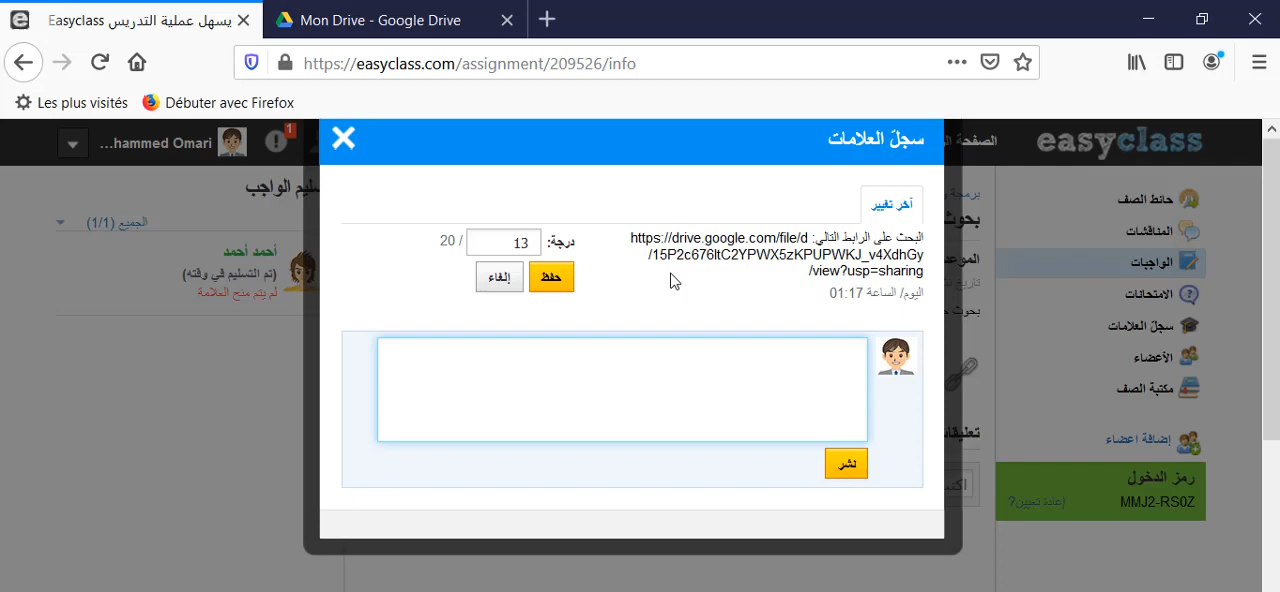 Easyclass يسهل عملية التدريس
Mon Drive - Google Drive
https://easyclass.com/assignment/209526/info
Les plus visités
Débuter avec Firefox
easyclass
الصفحة
1
...hammed Omari
سجلّ العلامات
حائط الصف
المناقشات
الواجبات
الامتحانات
سجلّ العلامات
الأعضاء
مكتبة الصف
إضافة اعضاء
رمز الدخول
MMJ2-RS0Z
إعادة تعيين?
آخر تغيير
البحث على الرابط التالي: https://drive.google.com/file/d
/15P2c676ltC2YPWX5zKPUPWKJ_v4XdhGy
/view?usp=sharing
اليوم/ الساعة 01:17
درجة: 13 / 20
حفظ
إلغاء
نشر
الواجب
الجميع (1/1)
أحمد أحمد
(تم التسليم في وقته)
لم يتم منح العلامة